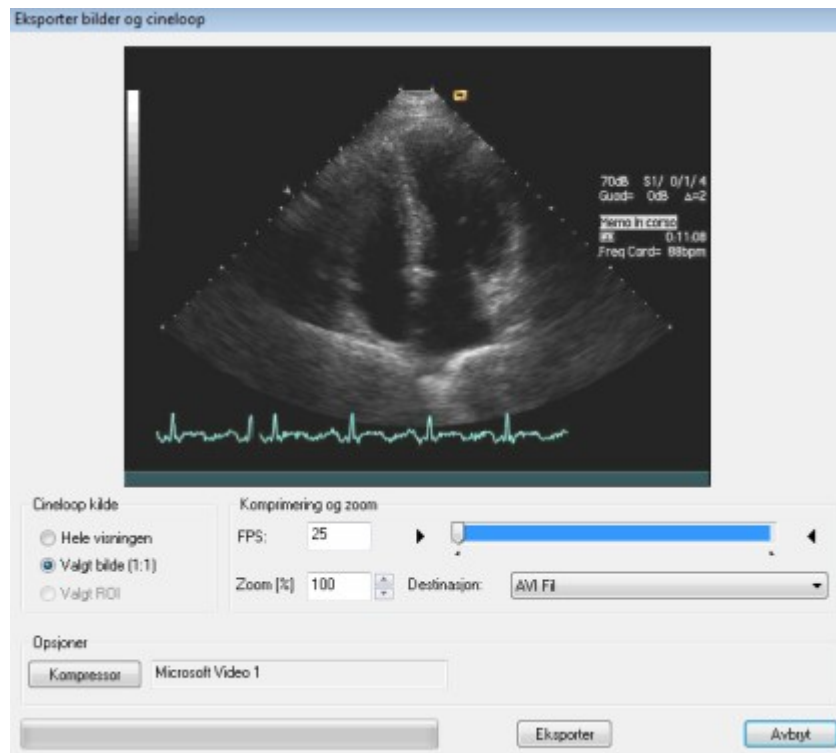 Eksporter bilder og cineloop
70dB S1/ 0/1/4
Guad= 0dB Δ=2
Memo in corso
0:11:08
Freq Card= 88bpm
Cineloop kilde
Hele visningen
Valgt bilde (1:1)
Valgt ROI
Komprimering og zoom
FPS: 25
Zoom [%] 100 Destinasjon: AVI Fil
Opsjoner
Kompressor Microsoft Video 1
Eksporter Avbryt